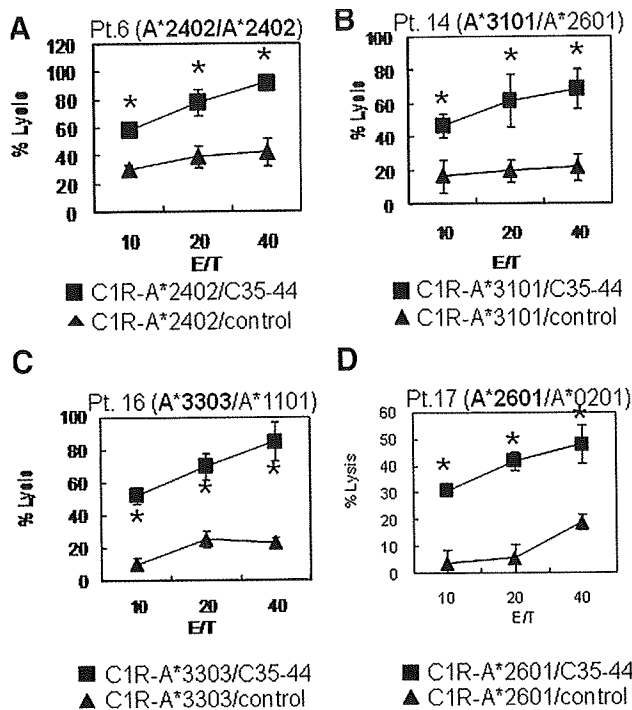 A
Pt.6 (A*2402/A*2402)
120
100
80
60
40
20
0
% Lysis
* * *
10 20 40
E/T
C1R-A*2402/C35-44
C1R-A*2402/control
B
Pt. 14 (A*3101/A*2601)
100
80
60
40
20
0
% Lysis
* * *
10 20 40
E/T
C1R-A*3101/C35-44
C1R-A*3101/control
C
Pt. 16 (A*3303/A*1101)
100
80
60
40
20
0
% Lysis
* * *
10 20 40
E/T
C1R-A*3303/C35-44
C1R-A*3303/control
D
Pt.17 (A*2601/A*0201)
60
50
40
30
20
10
0
% Lysis
* * *
10 20 40
E/T
C1R-A*2601/C35-44
C1R-A*2601/control